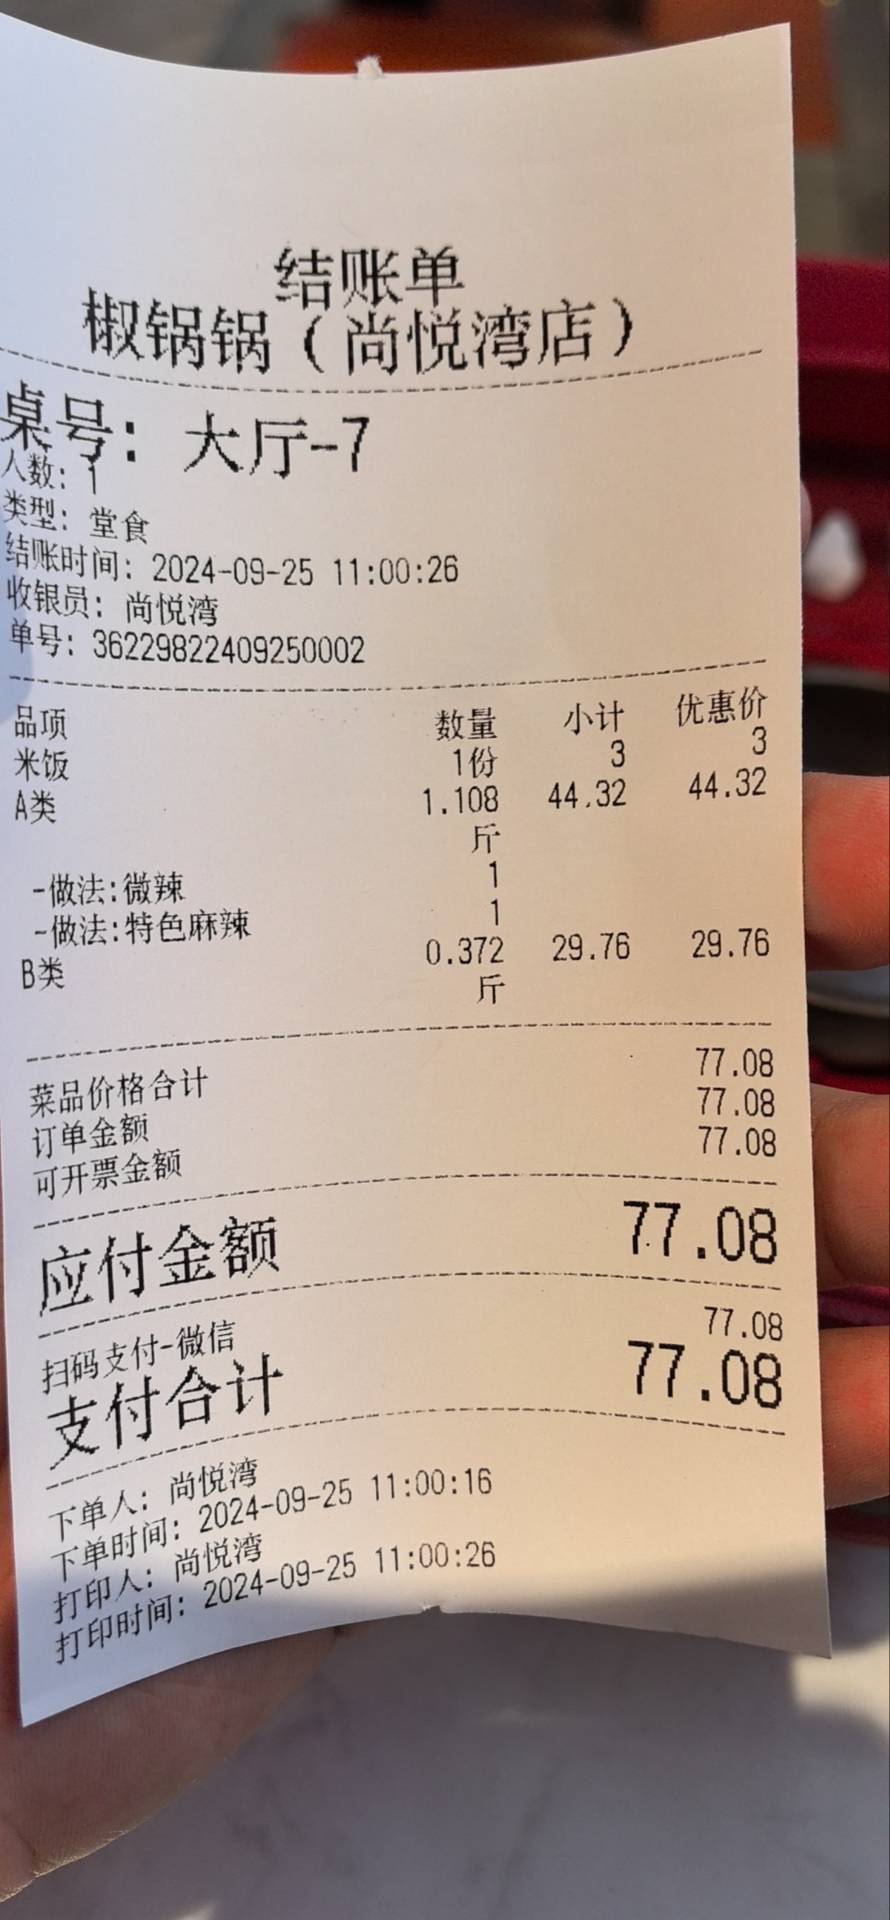 结账单
椒锅锅（尚悦湾店）
桌号：大厅-7
人数：1
类型：堂食
结账时间：2024-09-25 11:00:26
收银员：尚悦湾
单号：36229822409250002
品项 数量 小计 优惠价
米饭 1份 3 3
A类 1.108 44.32 44.32
斤
-做法:微辣 1
-做法:特色麻辣 1
B类 0.372 29.76 29.76
斤
菜品价格合计 77.08
订单金额 77.08
可开票金额 77.08
应付金额 77.08
扫码支付-微信 77.08
支付合计 77.08
下单人：尚悦湾
下单时间：2024-09-25 11:00:16
打印人：尚悦湾
打印时间：2024-09-25 11:00:26